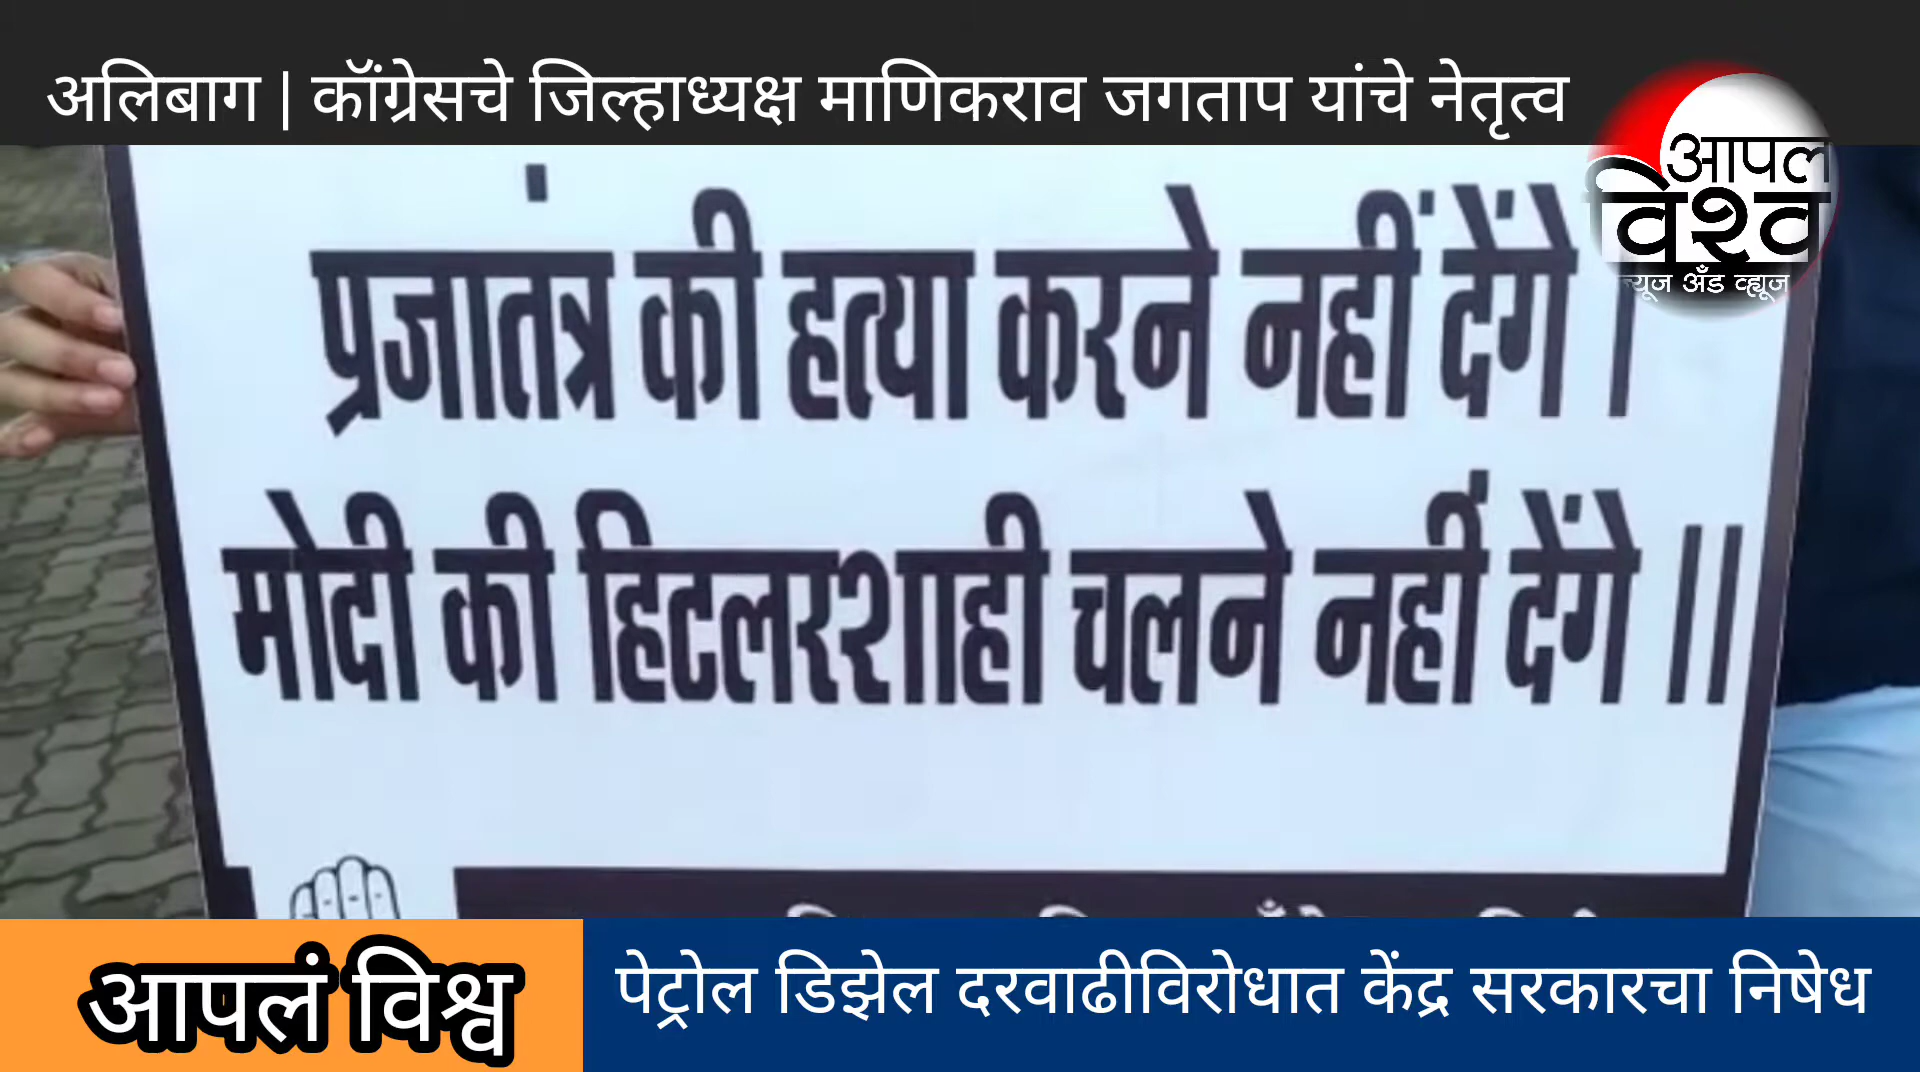 अलिबाग | कॉंग्रेसचे जिल्हाध्यक्ष माणिकराव जगताप यांचे नेतृत्व
आपल
विश्व
न्यूज अँड व्ह्यूज
प्रजातंत्र की हत्या करने नहीं देंगे |
मोदी की हिटलरशाही चलने नहीं देंगे ||
आपलं विश्व
पेट्रोल डिझेल दरवाढीविरोधात केंद्र सरकारचा निषेध